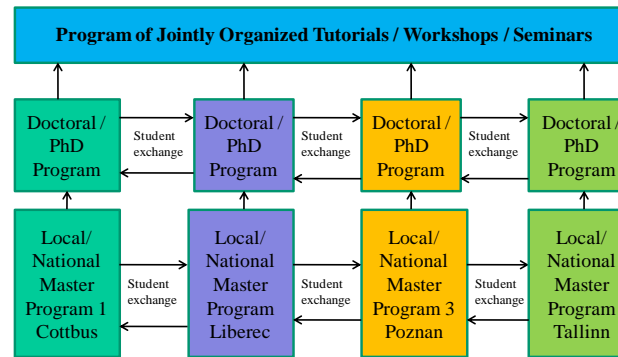 Program of Jointly Organized Tutorials / Workshops / Seminars
Doctoral /
PhD
Program
Student
exchange
Doctoral /
PhD
Program
Student
exchange
Doctoral /
PhD
Program
Student
exchange
Doctoral /
PhD
Program
Local/
National
Master
Program 1
Cottbus
Student
exchange
Local/
National
Master
Program
Liberec
Student
exchange
Local/
National
Master
Program 3
Poznan
Student
exchange
Local/
National
Master
Program
Tallinn